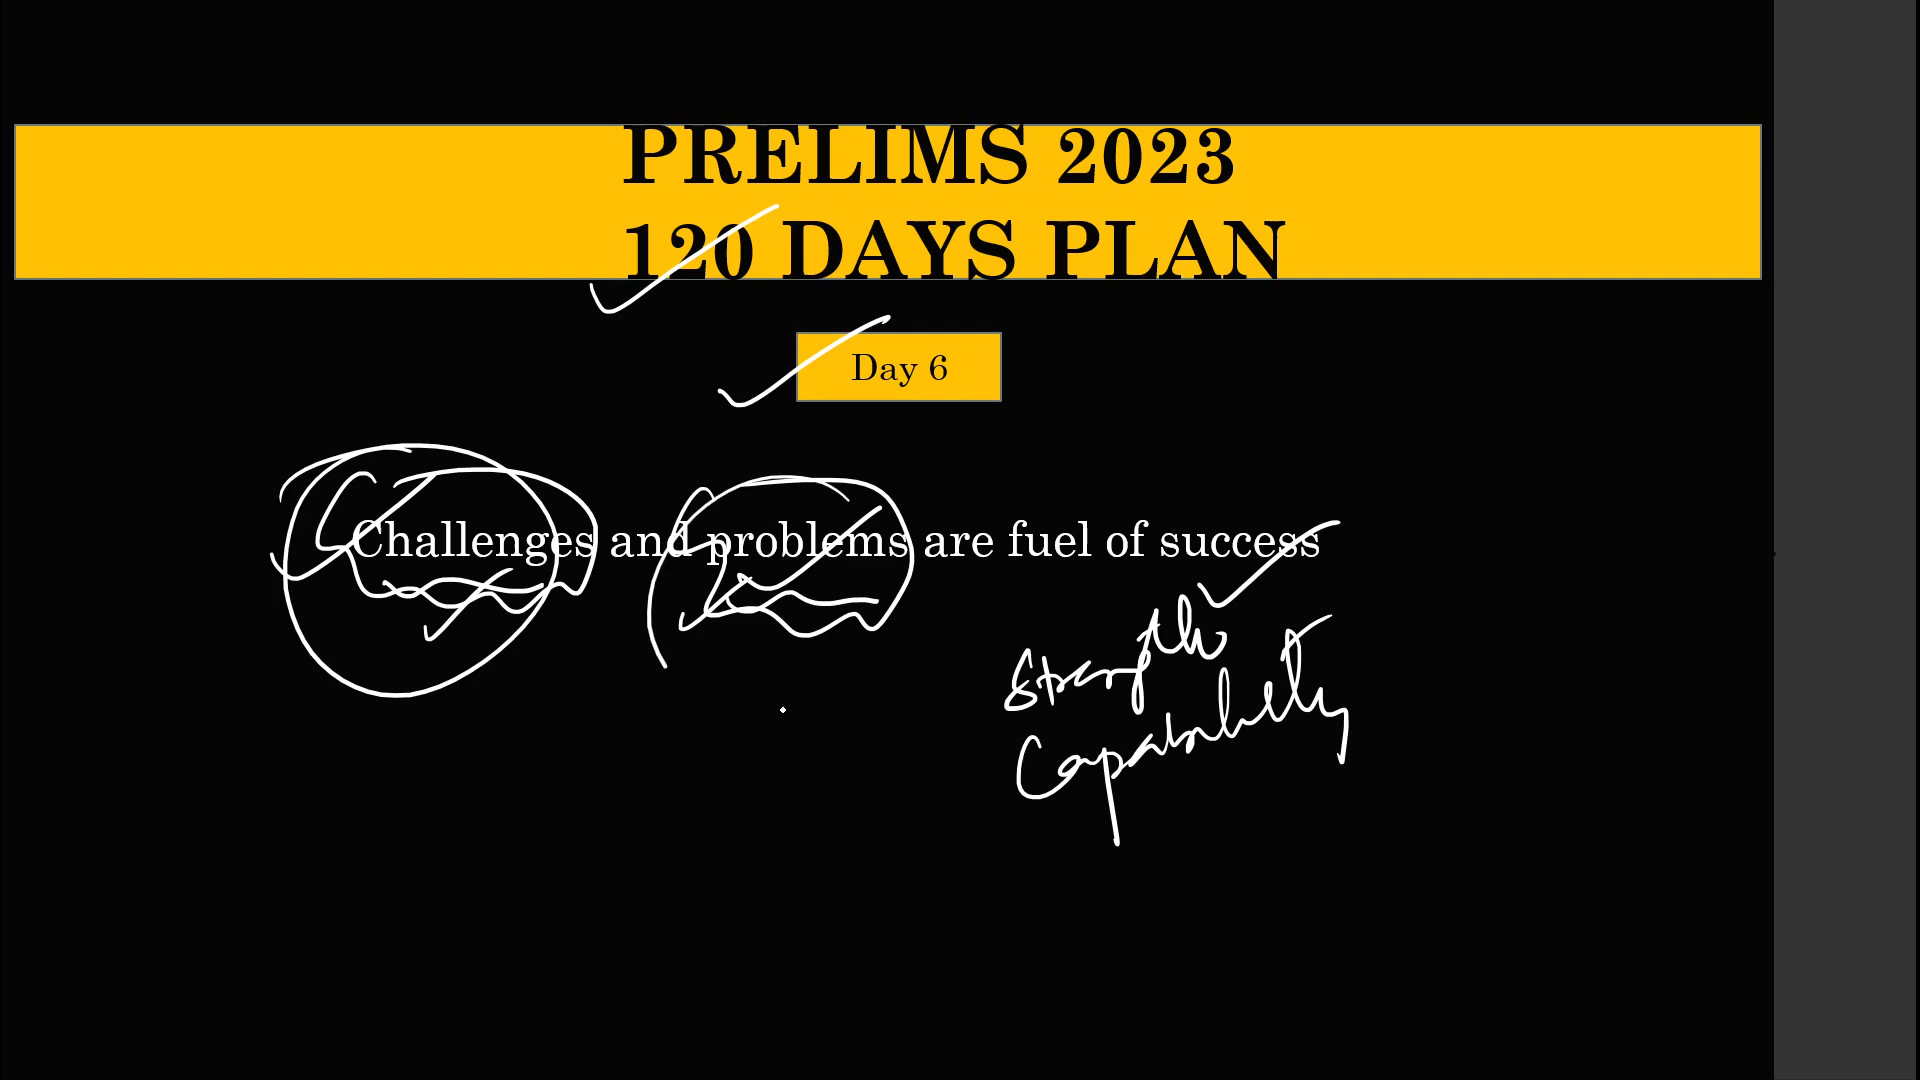 PRELIMS 2023
120 DAYS PLAN
Day 6
Challenges and problems are fuel of success
Strength
Capability